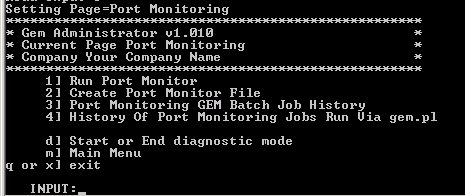 Setting Page=Port Monitoring
*******************************************************
* Gem Administrator v1.010 *
* Current Page Port Monitoring *
* Company Your Company Name *
*******************************************************
1] Run Port Monitor
2] Create Port Monitor File
3] Port Monitoring GEM Batch Job History
4] History Of Port Monitoring Jobs Run Via gem.pl
d] Start or End diagnostic mode
m] Main Menu
q or x] exit
INPUT:_